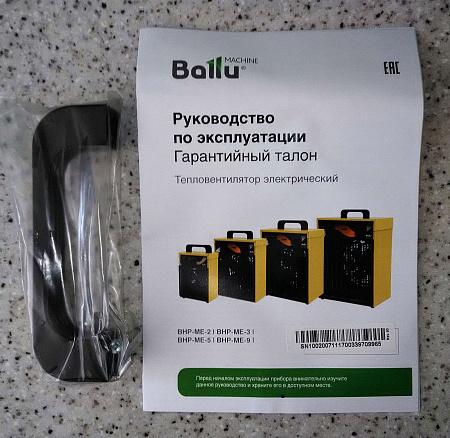 MACHINE
Ballu®
EAC
Руководство
по эксплуатации
Гарантийный талон
Тепловентилятор электрический
BHP-ME-2 | BHP-ME-3 |
BHP-ME-5 | BHP-ME-9 |
SN1002007111700339709965
Перед началом эксплуатации прибора внимательно изучите
данное руководство и храните его в доступном месте.